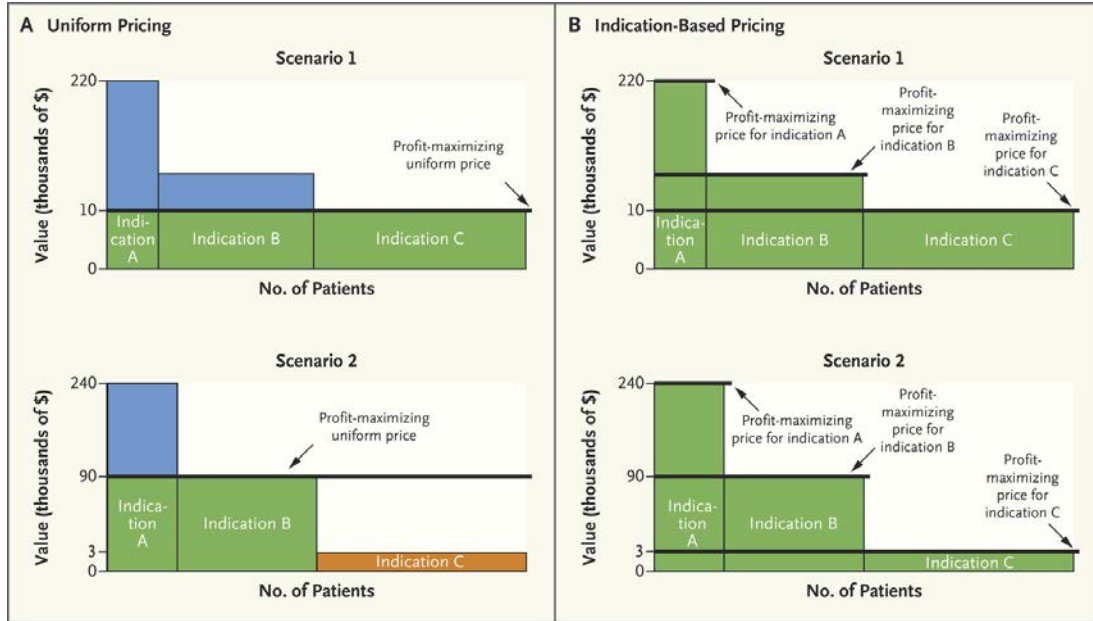 A Uniform Pricing
Scenario 1
Value (thousands of $)
220
10
0
Profit-
maximizing
uniform price
Indi-
cation
A
Indication B
Indication C
No. of Patients
Scenario 2
Value (thousands of $)
240
90
3
0
Profit-maximizing
uniform price
Indica-
tion
A
Indication B
Indication C
No. of Patients
B Indication-Based Pricing
Scenario 1
Value (thousands of $)
220
10
0
Profit-maximizing
price for indication A
Profit-
maximizing
price for
indication B
Profit-
maximizing
price for
indication C
Indica-
tion
A
Indication B
Indication C
No. of Patients
Scenario 2
Value (thousands of $)
240
90
3
0
Profit-maximizing
price for indication A
Profit-
maximizing
price for
indication B
Profit-
maximizing
price for
indication C
Indica-
tion
A
Indication B
Indication C
No. of Patients